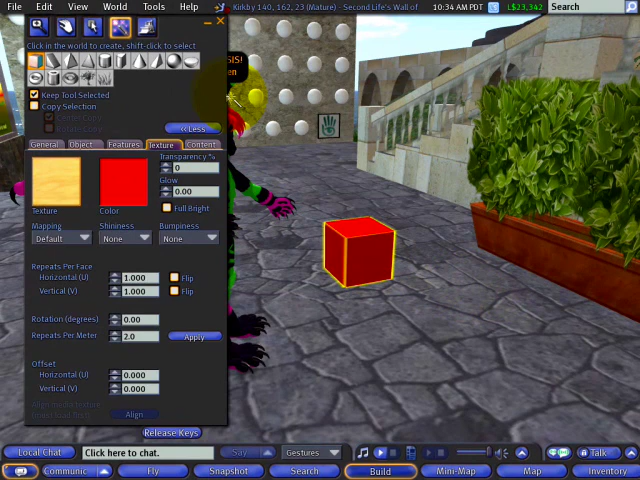 File Edit View World Tools Help
Kirkby 140, 162, 23 (Mature) - Second Life's Wall of
10:34 AM PDT
L$23,342
Search
Click in the world to create, shift-click to select
Keep Tool Selected
Copy Selection
Center Copy
Rotate Copy
<< Less
General Object Features Texture Content
Transparency %
0
Glow
0.00
Full Bright
Texture Color
Mapping Shininess Bumpiness
Default None None
Repeats Per Face
Horizontal (U) 1.000 Flip
Vertical (V) 1.000 Flip
Rotation (degrees) 0.00
Repeats Per Meter 2.0 Apply
Offset
Horizontal (U) 0.000
Vertical (V) 0.000
Align media texture
Align
Release Keys
Local Chat Click here to chat. Say Gestures Talk
Communic Fly Snapshot Search Build Mini-Map Map Inventory